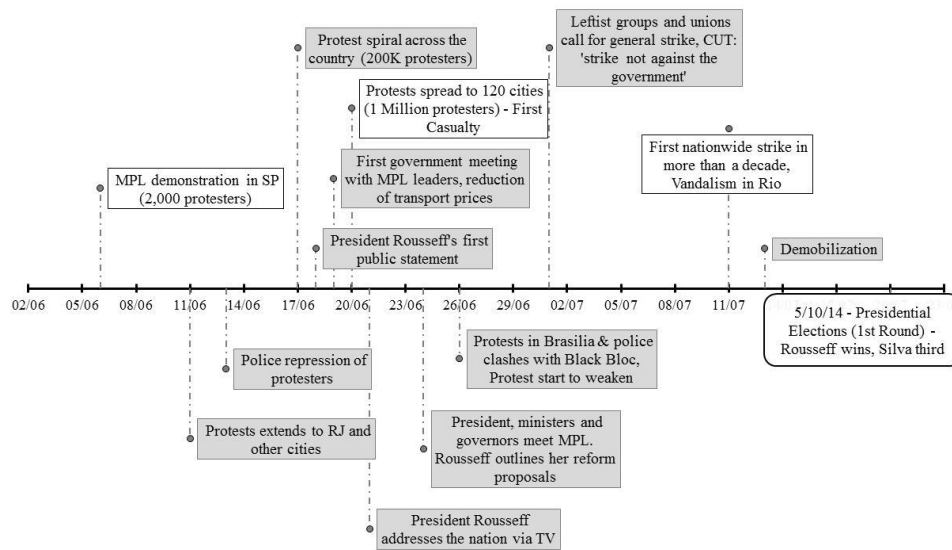 Protest spiral across the
country (200K protesters)
Leftist groups and unions
call for general strike, CUT:
'strike not against the
government'
Protests spread to 120 cities
(1 Million protesters) - First
Casualty
First nationwide strike in
more than a decade,
Vandalism in Rio
MPL demonstration in SP
(2,000 protesters)
First government meeting
with MPL leaders, reduction
of transport prices
President Rousseff's first
public statement
Demobilization
02/06 05/06 08/06 11/06 14/06 17/06 20/06 23/06 26/06 29/06 02/07 05/07 08/07 11/07
5/10/14 - Presidential
Elections (1st Round) -
Rousseff wins, Silva third
Police repression of
protesters
Protests in Brasilia & police
clashes with Black Bloc,
Protest start to weaken
Protests extends to RJ and
other cities
President, ministers and
governors meet MPL.
Rousseff outlines her reform
proposals
President Rousseff
addresses the nation via TV